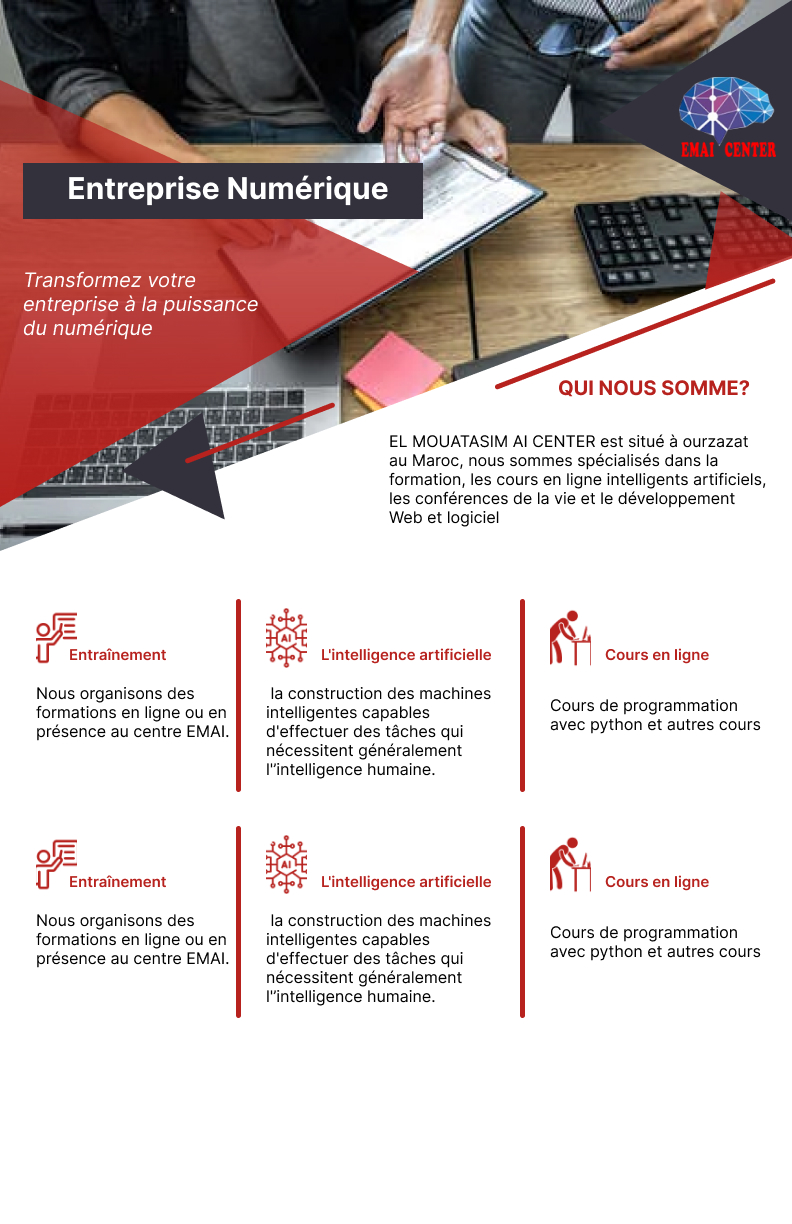 EMAI CENTER
Entreprise Numérique
Transformez votre
entreprise à la puissance
du numérique
QUI NOUS SOMME?
EL MOUATASIM AI CENTER est situé à ourzazat
au Maroc, nous sommes spécialisés dans la
formation, les cours en ligne intelligents artificiels,
les conférences de la vie et le développement
Web et logiciel
Entraînement
Nous organisons des
formations en ligne ou en
présence au centre EMAI.
AI
L'intelligence artificielle
la construction des machines
intelligentes capables
d'effectuer des tâches qui
nécessitent généralement
l'’intelligence humaine.
Cours en ligne
Cours de programmation
avec python et autres cours
Entraînement
Nous organisons des
formations en ligne ou en
présence au centre EMAI.
AI
L'intelligence artificielle
la construction des machines
intelligentes capables
d'effectuer des tâches qui
nécessitent généralement
l'’intelligence humaine.
Cours en ligne
Cours de programmation
avec python et autres cours